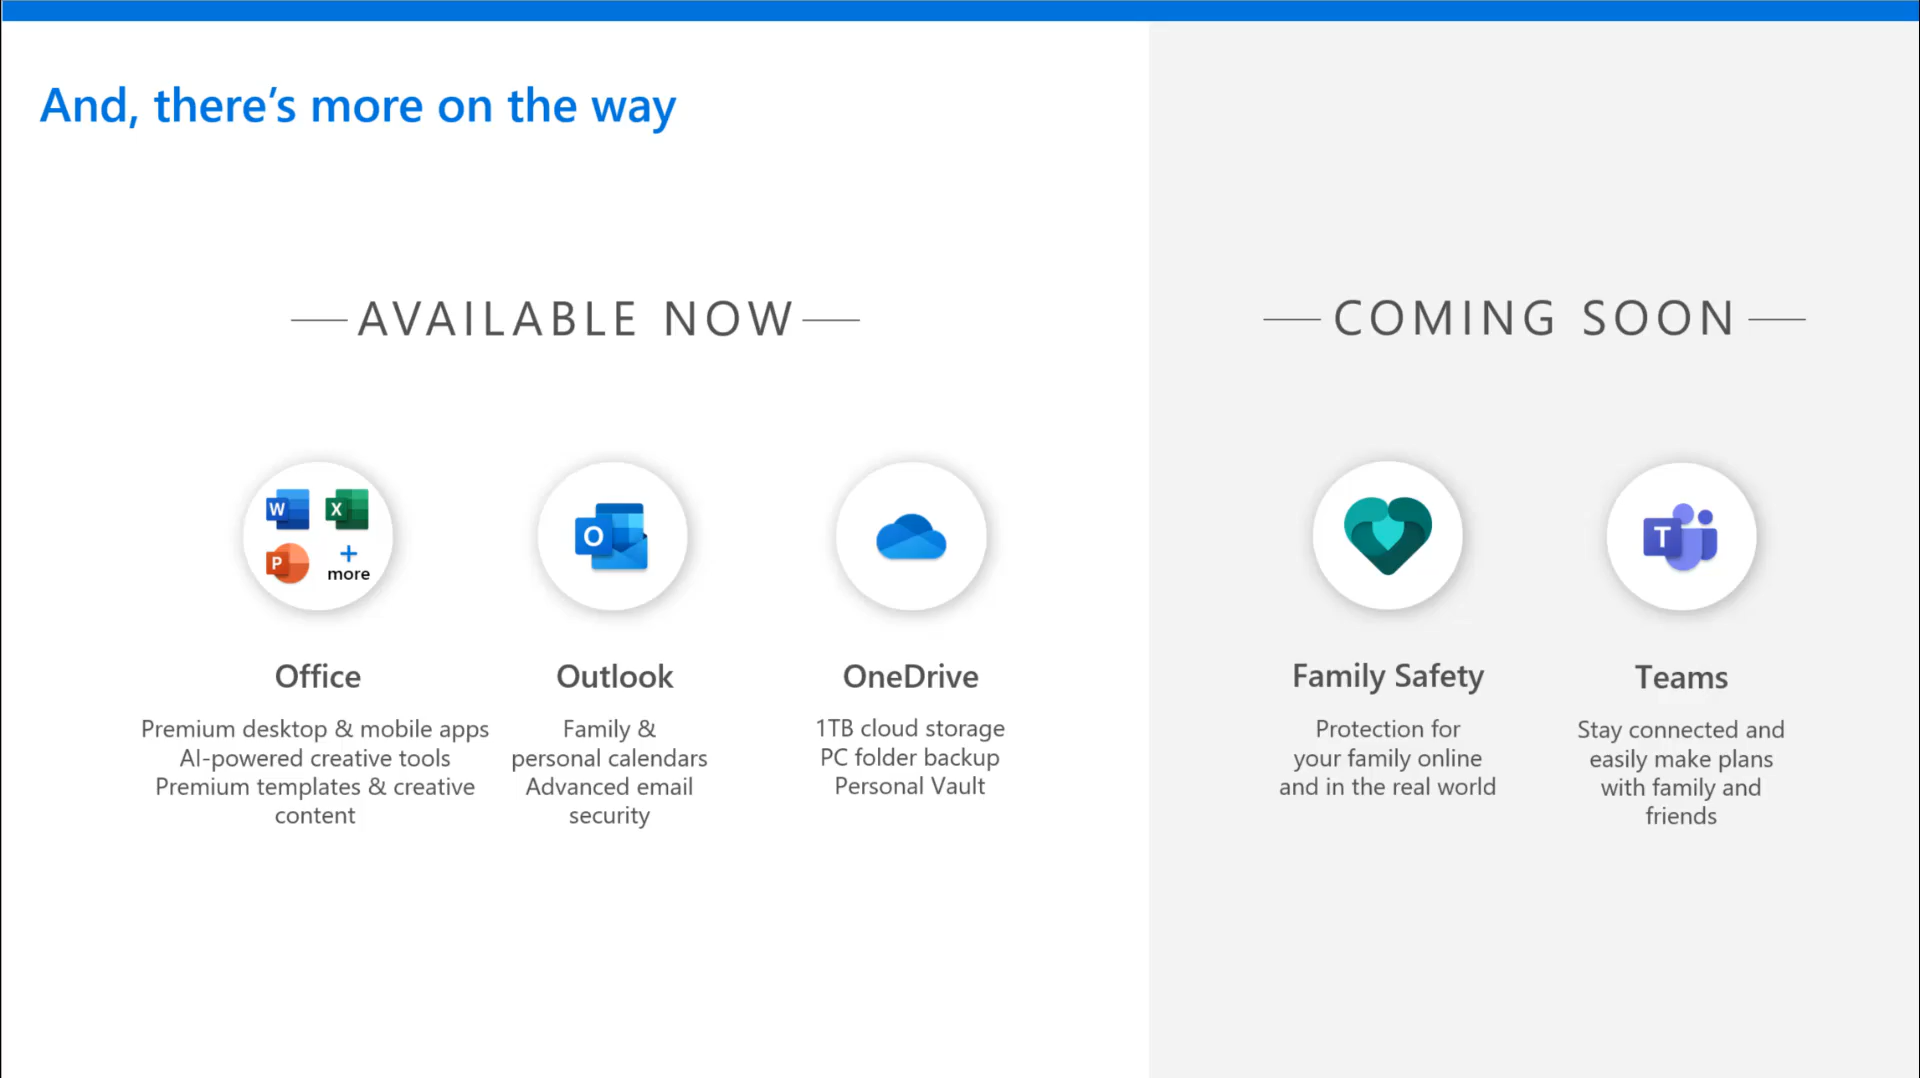 And, there’s more on the way
AVAILABLE NOW
COMING SOON
W
X
P
+
more
O
T
Office
Premium desktop & mobile apps
AI-powered creative tools
Premium templates & creative
content
Outlook
Family &
personal calendars
Advanced email
security
OneDrive
1TB cloud storage
PC folder backup
Personal Vault
Family Safety
Protection for
your family online
and in the real world
Teams
Stay connected and
easily make plans
with family and
friends